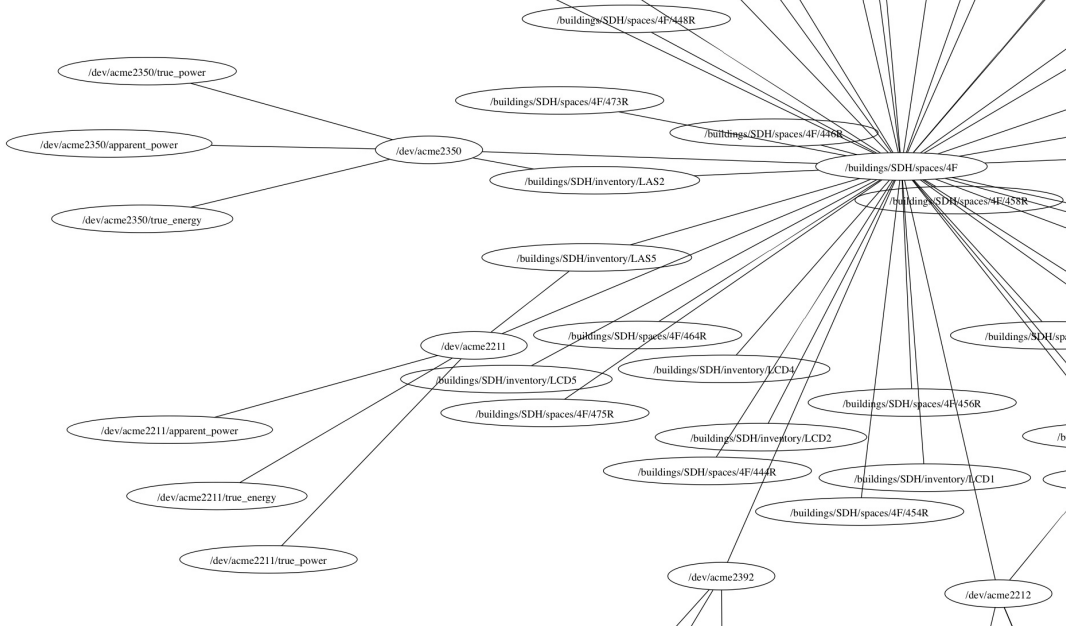 /buildings/SDH/spaces/4F/448R
/dev/acme2350/true_power
/buildings/SDH/spaces/4F/473R
/buildings/SDH/spaces/4F/446R
/dev/acme2350/apparent_power
/dev/acme2350
/buildings/SDH/spaces/4F
/buildings/SDH/inventory/LAS2
/buildings/SDH/spaces/4F/458R
/dev/acme2350/true_energy
/buildings/SDH/inventory/LAS5
/buildings/SDH/spaces/4F/464R
/buildings/SDH/spa
/dev/acme2211
/buildings/SDH/inventory/LCD4
/buildings/SDH/inventory/LCD5
/buildings/SDH/spaces/4F/456R
/buildings/SDH/spaces/4F/475R
/dev/acme2211/apparent_power
/buildings/SDH/inventory/LCD2
/b
/buildings/SDH/spaces/4F/444R
/buildings/SDH/inventory/LCD1
/dev/acme2211/true_energy
/buildings/SDH/spaces/4F/454R
/dev/acme2211/true_power
/dev/acme2392
/dev/acme2212